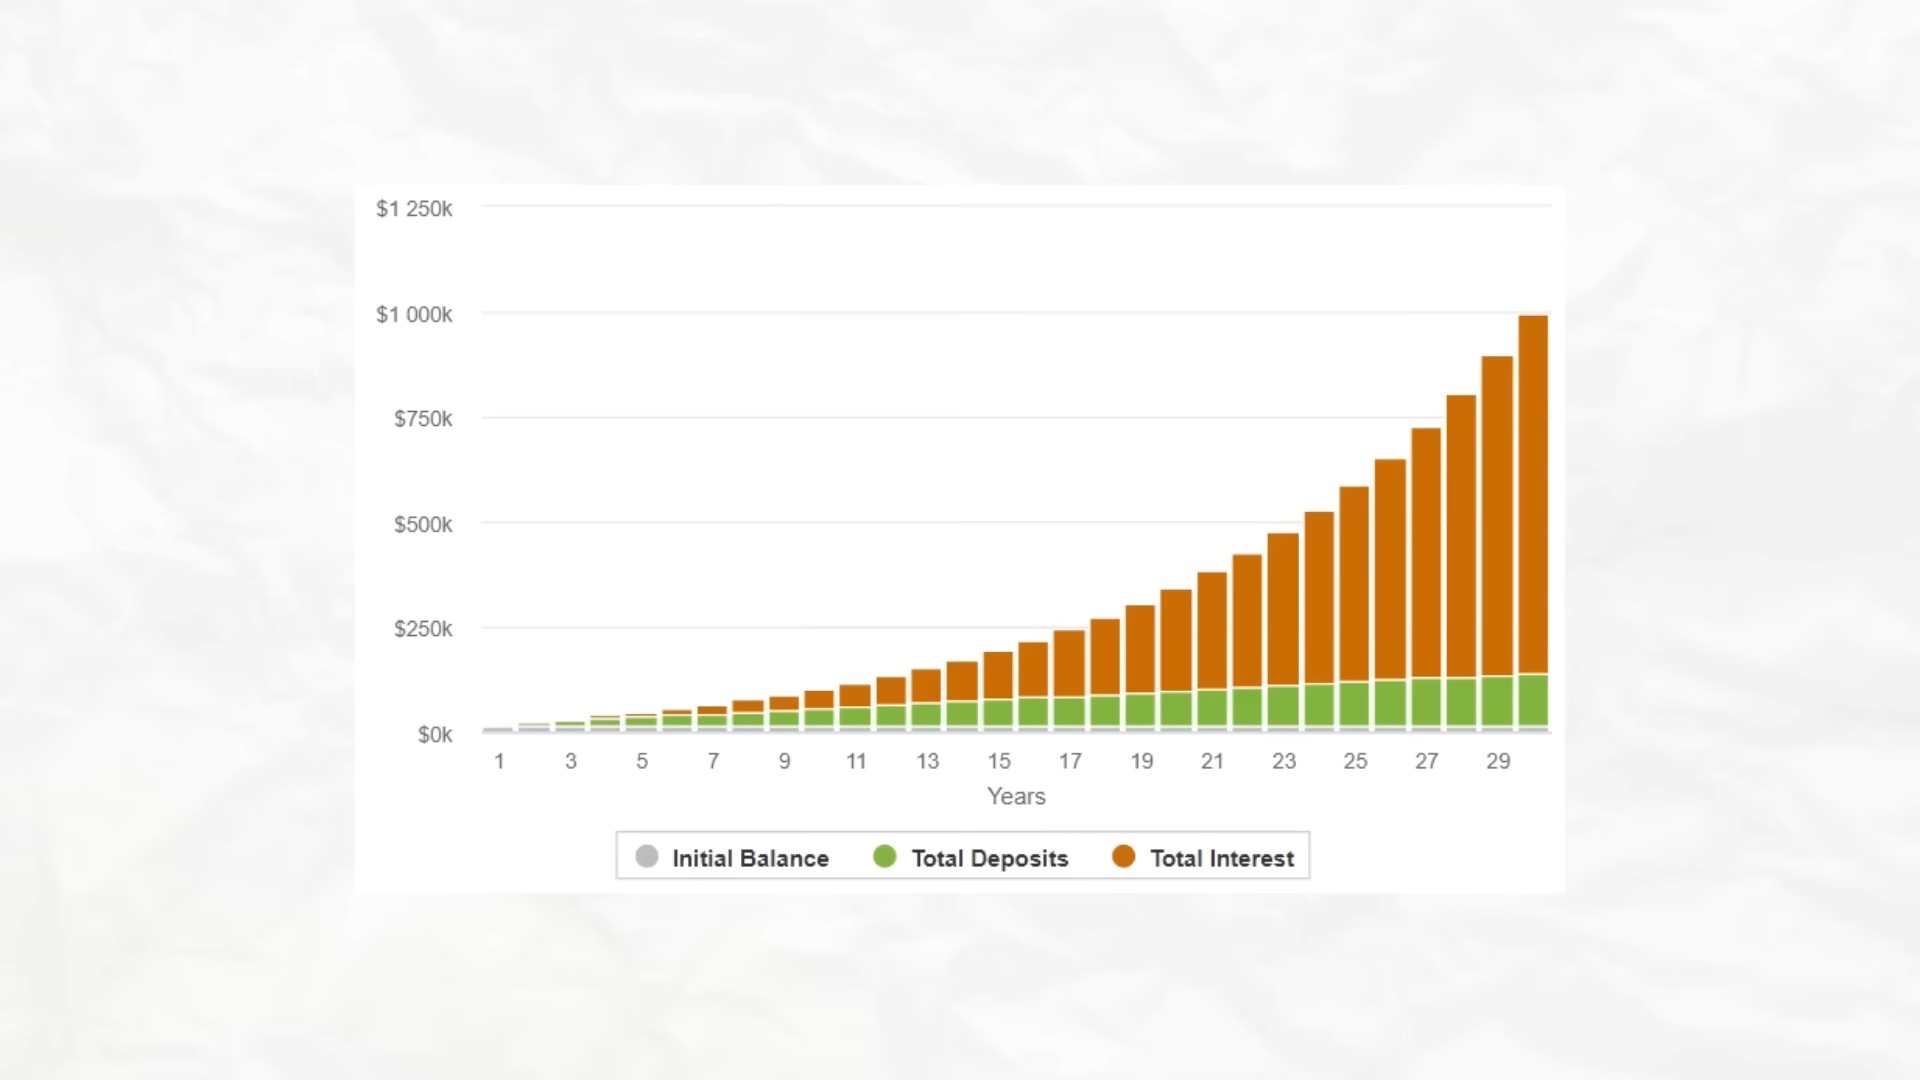 $1 250k
$1 000k
$750k
$500k
$250k
$0k
1 3 5 7 9 11 13 15 17 19 21 23 25 27 29
Years
Initial Balance Total Deposits Total Interest